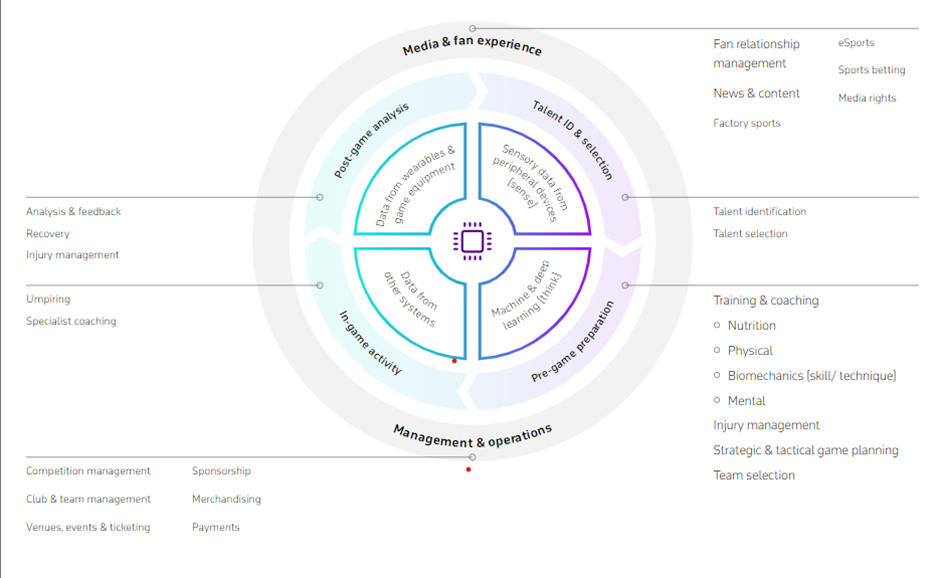 Media & fan experience
Fan relationship
management
News & content
Factory sports
eSports
Sports betting
Media rights
Post-game analysis
Talent ID & selection
Data from wearables &
game equipment
Sensory data from
peripheral devices
[sense]
Analysis & feedback
Recovery
Injury management
Talent identification
Talent selection
Umpiring
Specialist coaching
Data from
other systems
Machine & deep
learning [think]
In-game activity
Pre-game preparation
Training & coaching
Nutrition
Physical
Biomechanics [skill/ technique]
Mental
Injury management
Strategic & tactical game planning
Team selection
Management & operations
Competition management
Club & team management
Venues, events & ticketing
Sponsorship
Merchandising
Payments